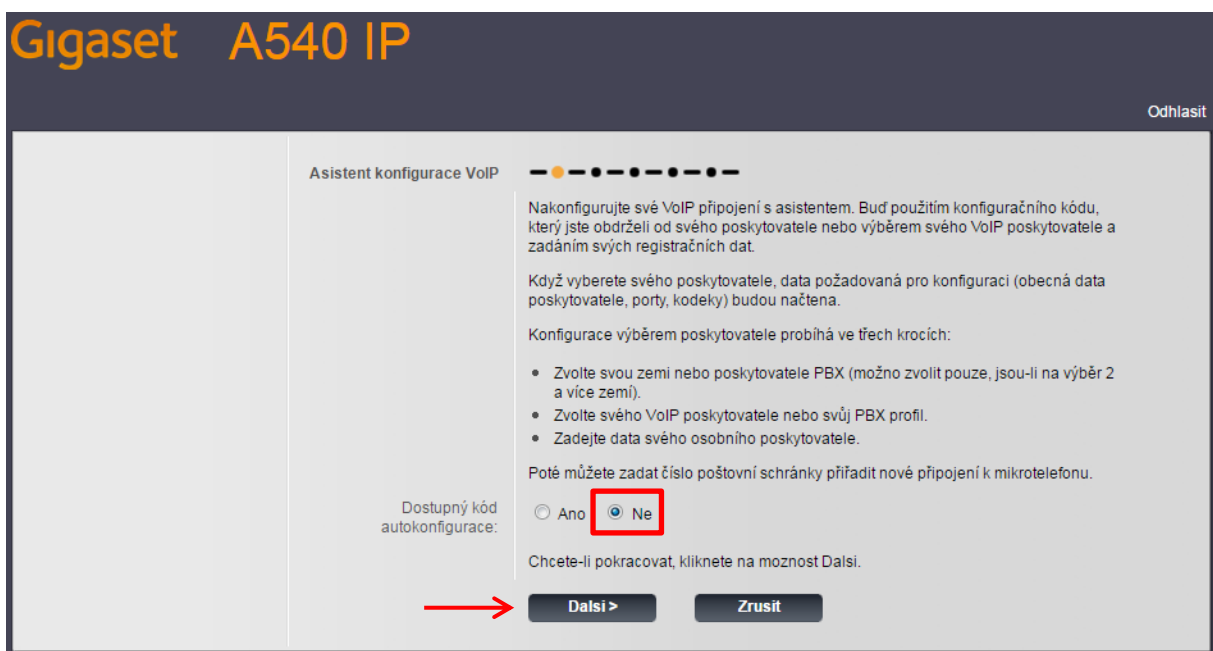 Gigaset A540 IP
Odhlasit
Asistent konfigurace VoIP
Nakonfigurujte své VoIP připojení s asistentem. Buď použitím konfiguračního kódu,
který jste obdrželi od svého poskytovatele nebo výběrem svého VoIP poskytovatele a
zadáním svých registračních dat.
Když vyberete svého poskytovatele, data požadovaná pro konfiguraci (obecná data
poskytovatele, porty, kodeky) budou načtena.
Konfigurace výběrem poskytovatele probíhá ve třech krocích:
Zvolte svou zemi nebo poskytovatele PBX (možno zvolit pouze, jsou-li na výběr 2
a více zemí).
Zvolte svého VoIP poskytovatele nebo svůj PBX profil.
Zadejte data svého osobního poskytovatele.
Poté můžete zadat číslo poštovní schránky přiřadit nové připojení k mikrotelefonu.
Dostupný kód
autokonfigurace:
Ano Ne
Chcete-li pokracovat, kliknete na moznost Dalsi.
Dalsi > Zrusit